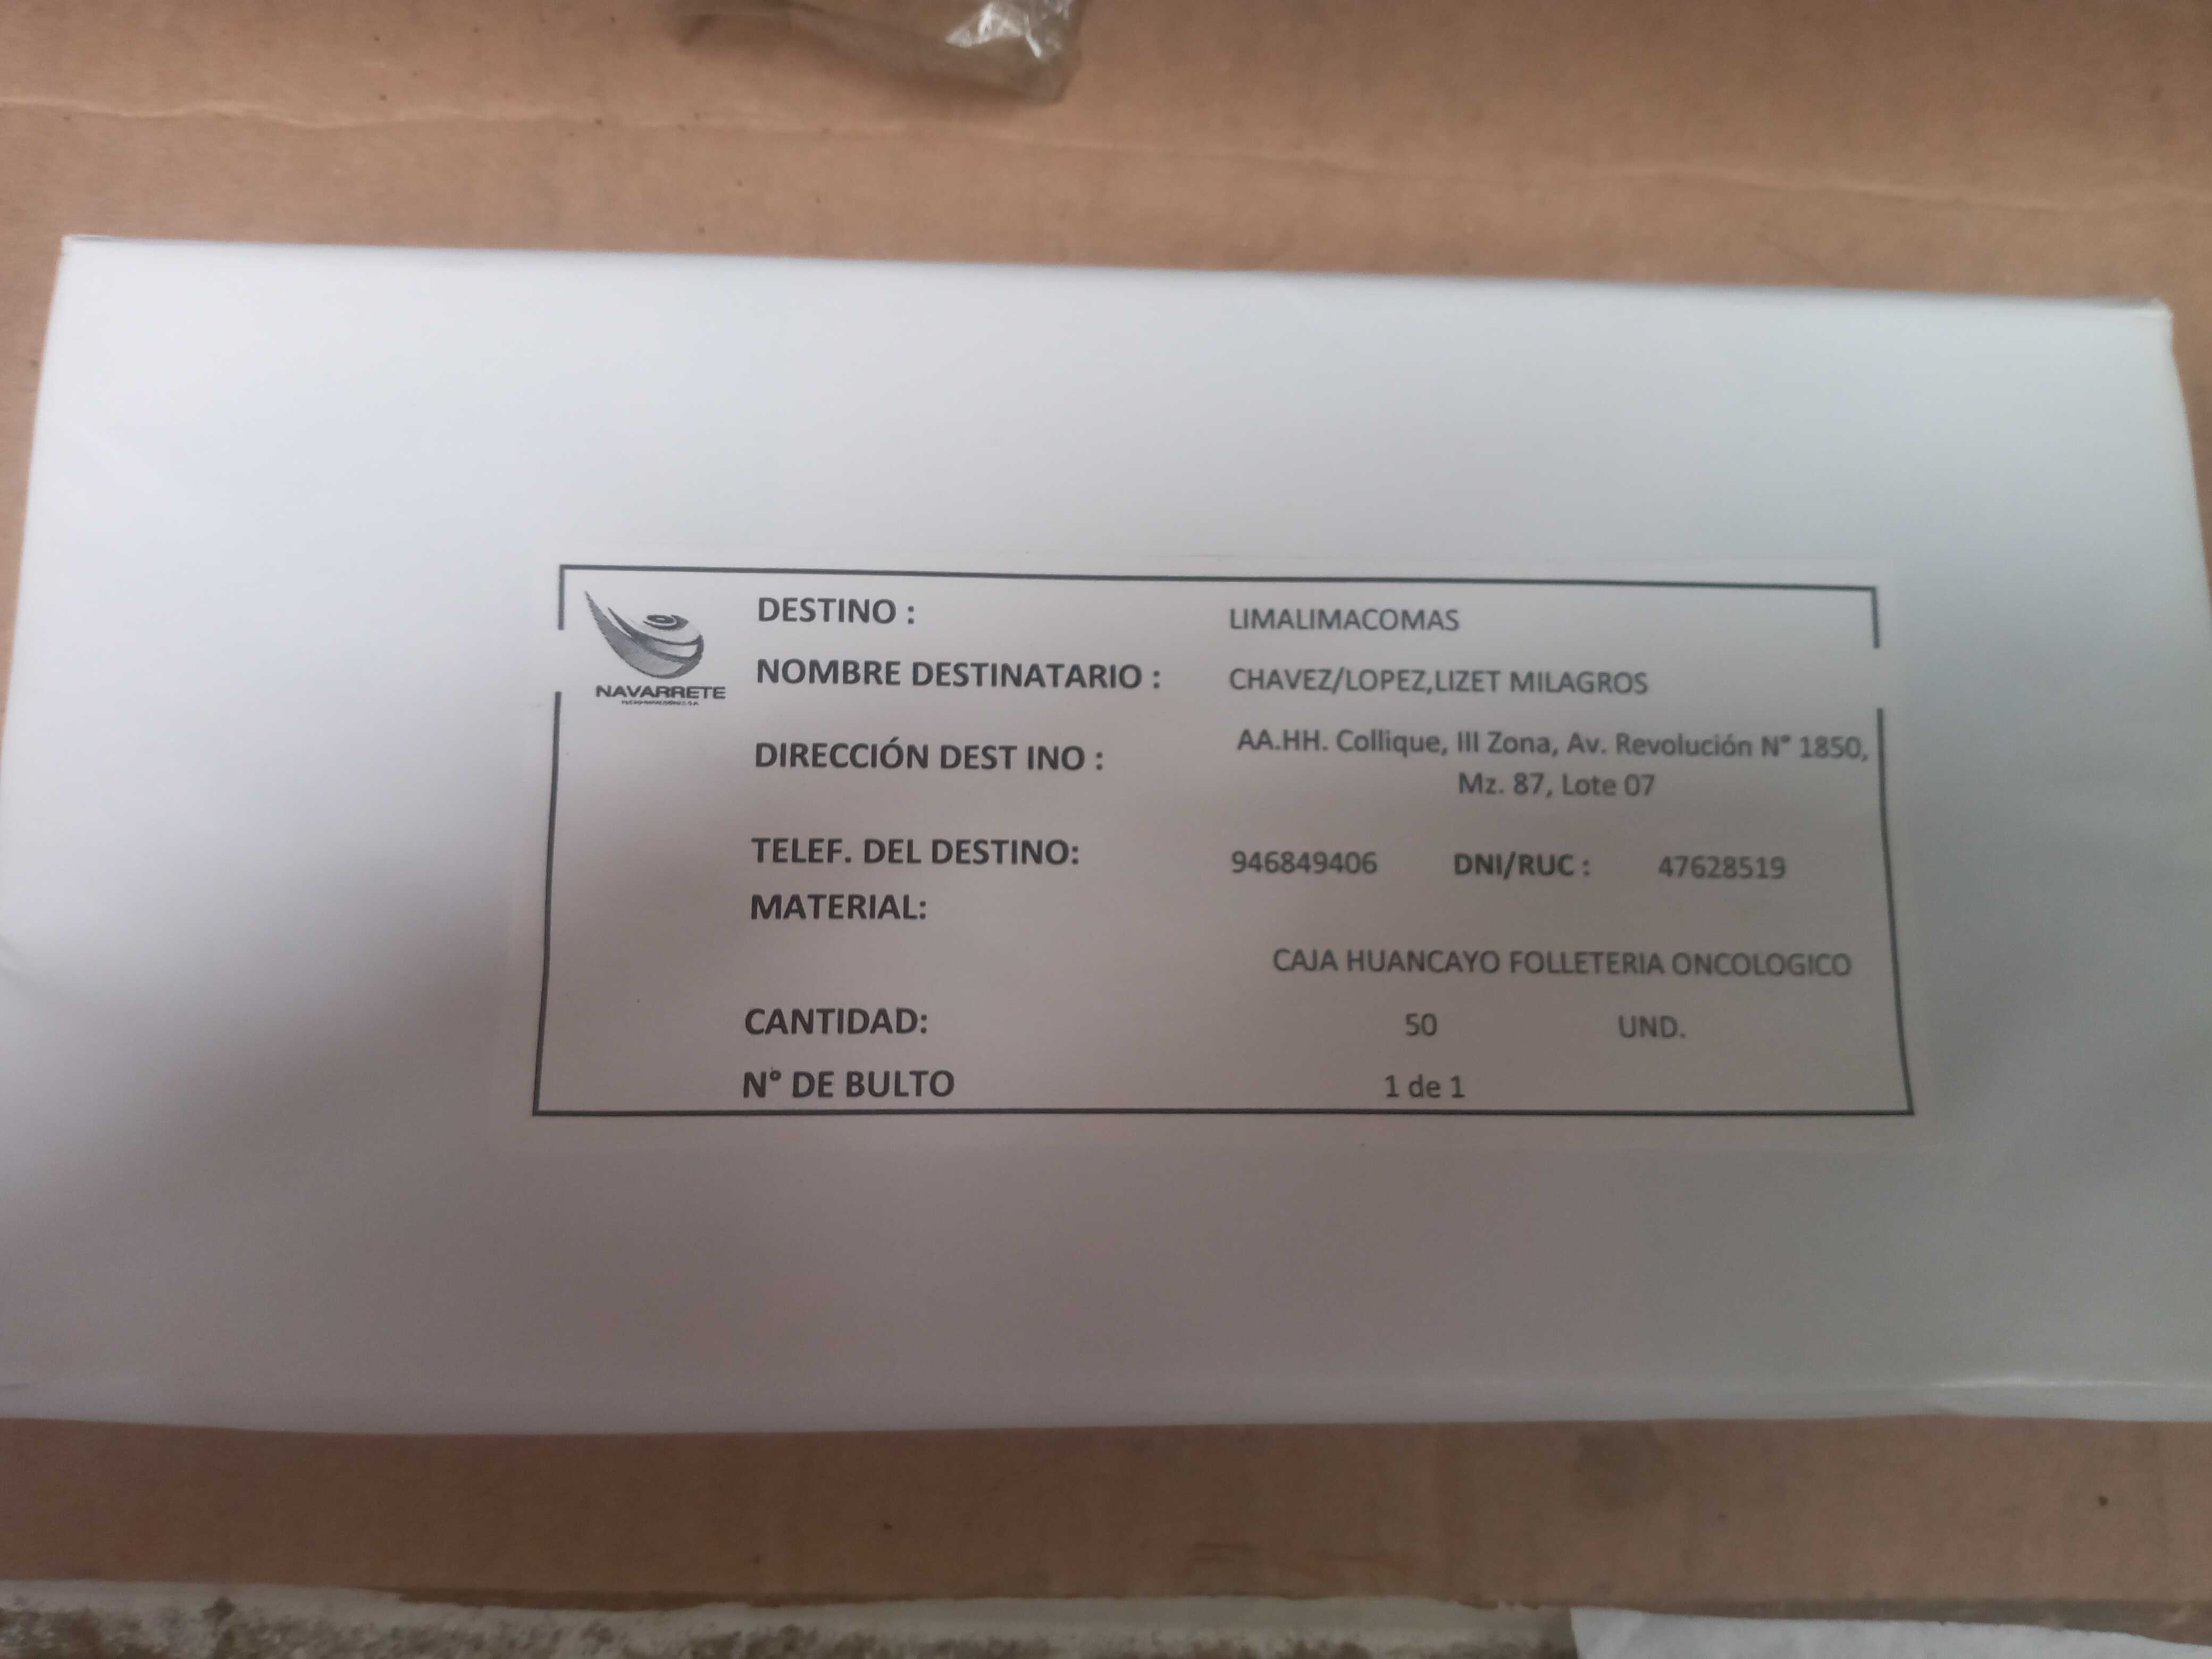 DESTINO : LIMALIMACOMAS
NAVARRETE
NOMBRE DESTINATARIO : CHAVEZ/LOPEZ,LIZET MILAGROS
DIRECCIÓN DEST INO : AA.HH. Collique, III Zona, Av. Revolución N° 1850,
Mz. 87, Lote 07
TELEF. DEL DESTINO: 946849406 DNI/RUC : 47628519
MATERIAL:
CAJA HUANCAYO FOLLETERIA ONCOLOGICO
CANTIDAD: 50 UND.
N° DE BULTO 1 de 1